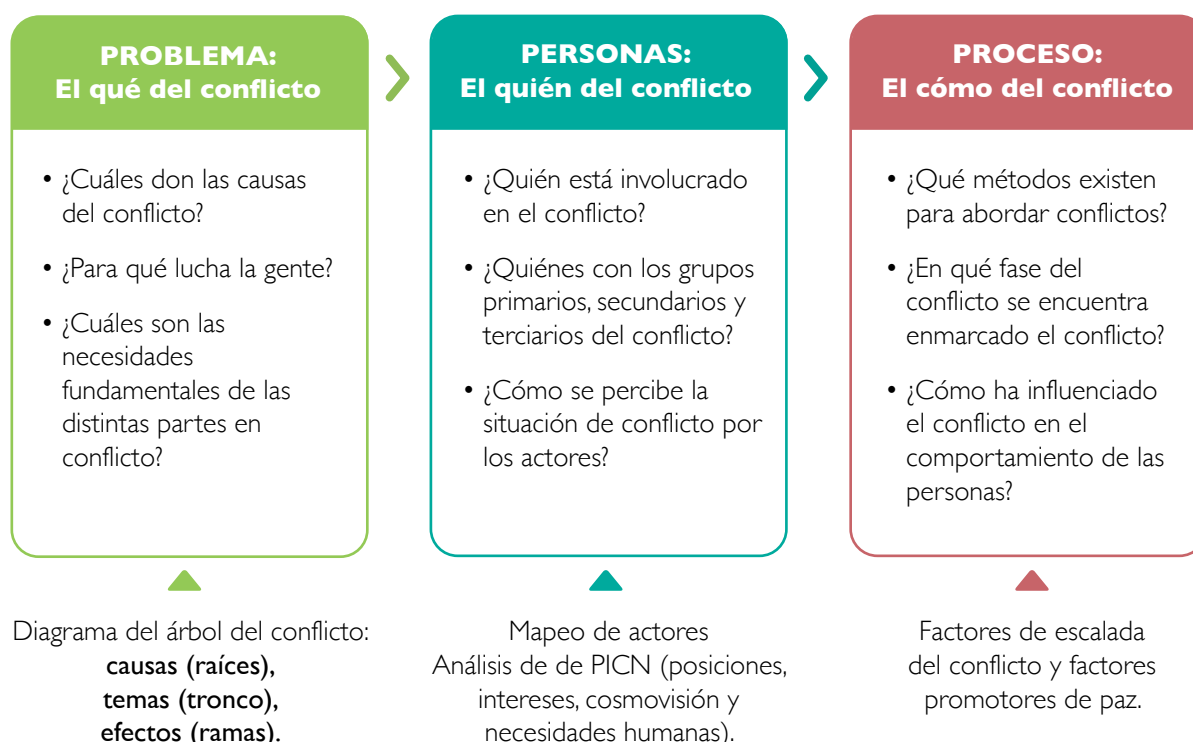 PROBLEMA:
El qué del conflicto
• ¿Cuáles don las causas
del conflicto?
• ¿Para qué lucha la gente?
• ¿Cuáles son las
necesidades
fundamentales de las
distintas partes en
conflicto?
Diagrama del árbol del conflicto:
causas (raíces),
temas (tronco),
efectos (ramas).
PERSONAS:
El quién del conflicto
• ¿Quién está involucrado
en el conflicto?
• ¿Quiénes con los grupos
primarios, secundarios y
terciarios del conflicto?
• ¿Cómo se percibe la
situación de conflicto por
los actores?
Mapeo de actores
Análisis de de PICN (posiciones,
intereses, cosmovisión y
necesidades humanas).
PROCESO:
El cómo del conflicto
• ¿Qué métodos existen
para abordar conflictos?
• ¿En qué fase del
conflicto se encuentra
enmarcado el conflicto?
• ¿Cómo ha influenciado
el conflicto en el
comportamiento de las
personas?
Factores de escalada
del conflicto y factores
promotores de paz.